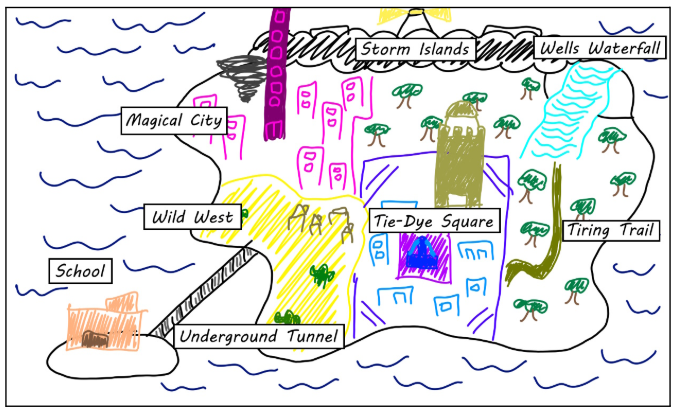 Storm Islands
Wells Waterfall
Magical City
Wild West
Tie-Dye Square
Tiring Trail
School
Underground Tunnel